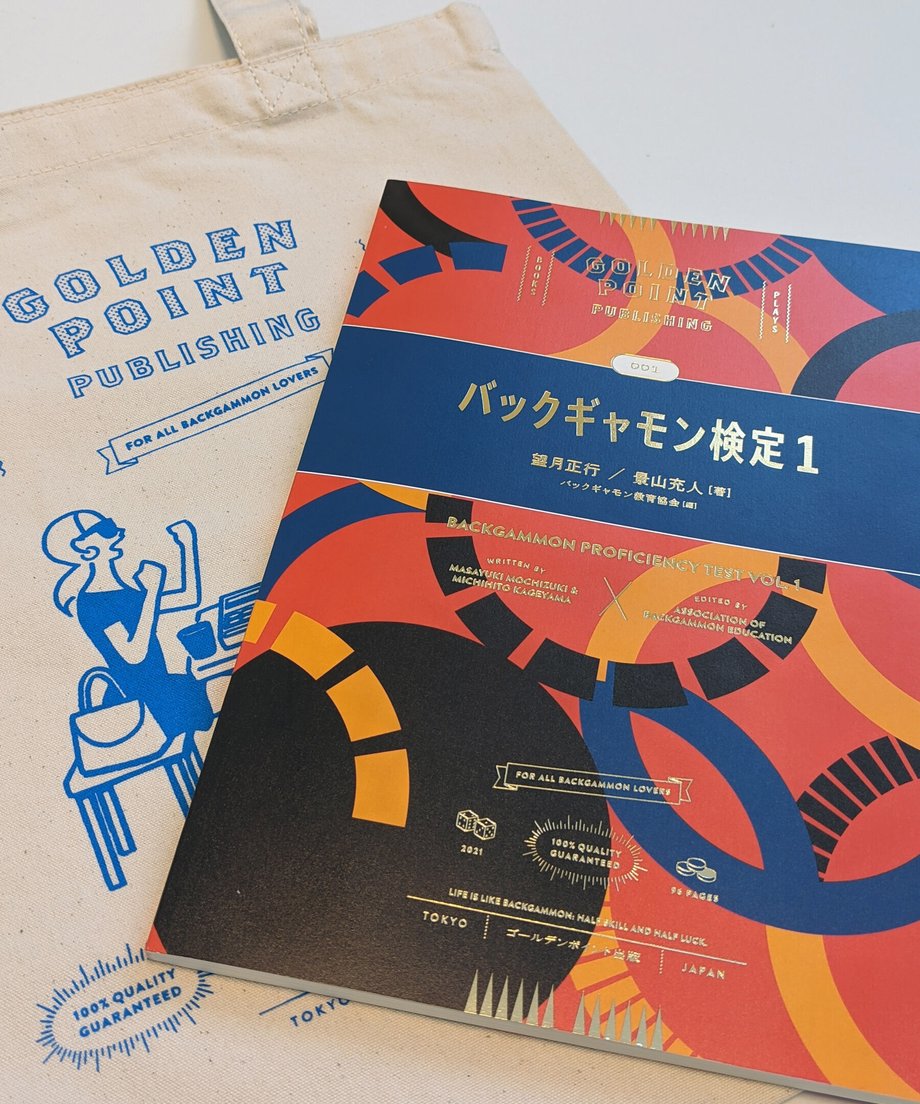 GOLDEN
POINT
PUBLISHING
FOR ALL BACKGAMMON LOVERS
100% QUALITY
GUARANTEED
TOKYO
BOOKS
GOLDEN
POINT
PUBLISHING
PLAYS
001
バックギャモン検定1
望月正行 / 景山充人[著]
バックギャモン教育協会[編]
BACKGAMMON PROFICIENCY TEST VOL.1
WRITTEN BY
MASAYUKI MOCHIZUKI &
MICHIHITO KAGEYAMA
EDITED BY
ASSOCIATION OF
BACKGAMMON EDUCATION
FOR ALL BACKGAMMON LOVERS
2021
100% QUALITY
GUARANTEED
96 PAGES
LIFE IS LIKE BACKGAMMON: HALF SKILL AND HALF LUCK.
TOKYO
ゴールデンポイント出版
JAPAN